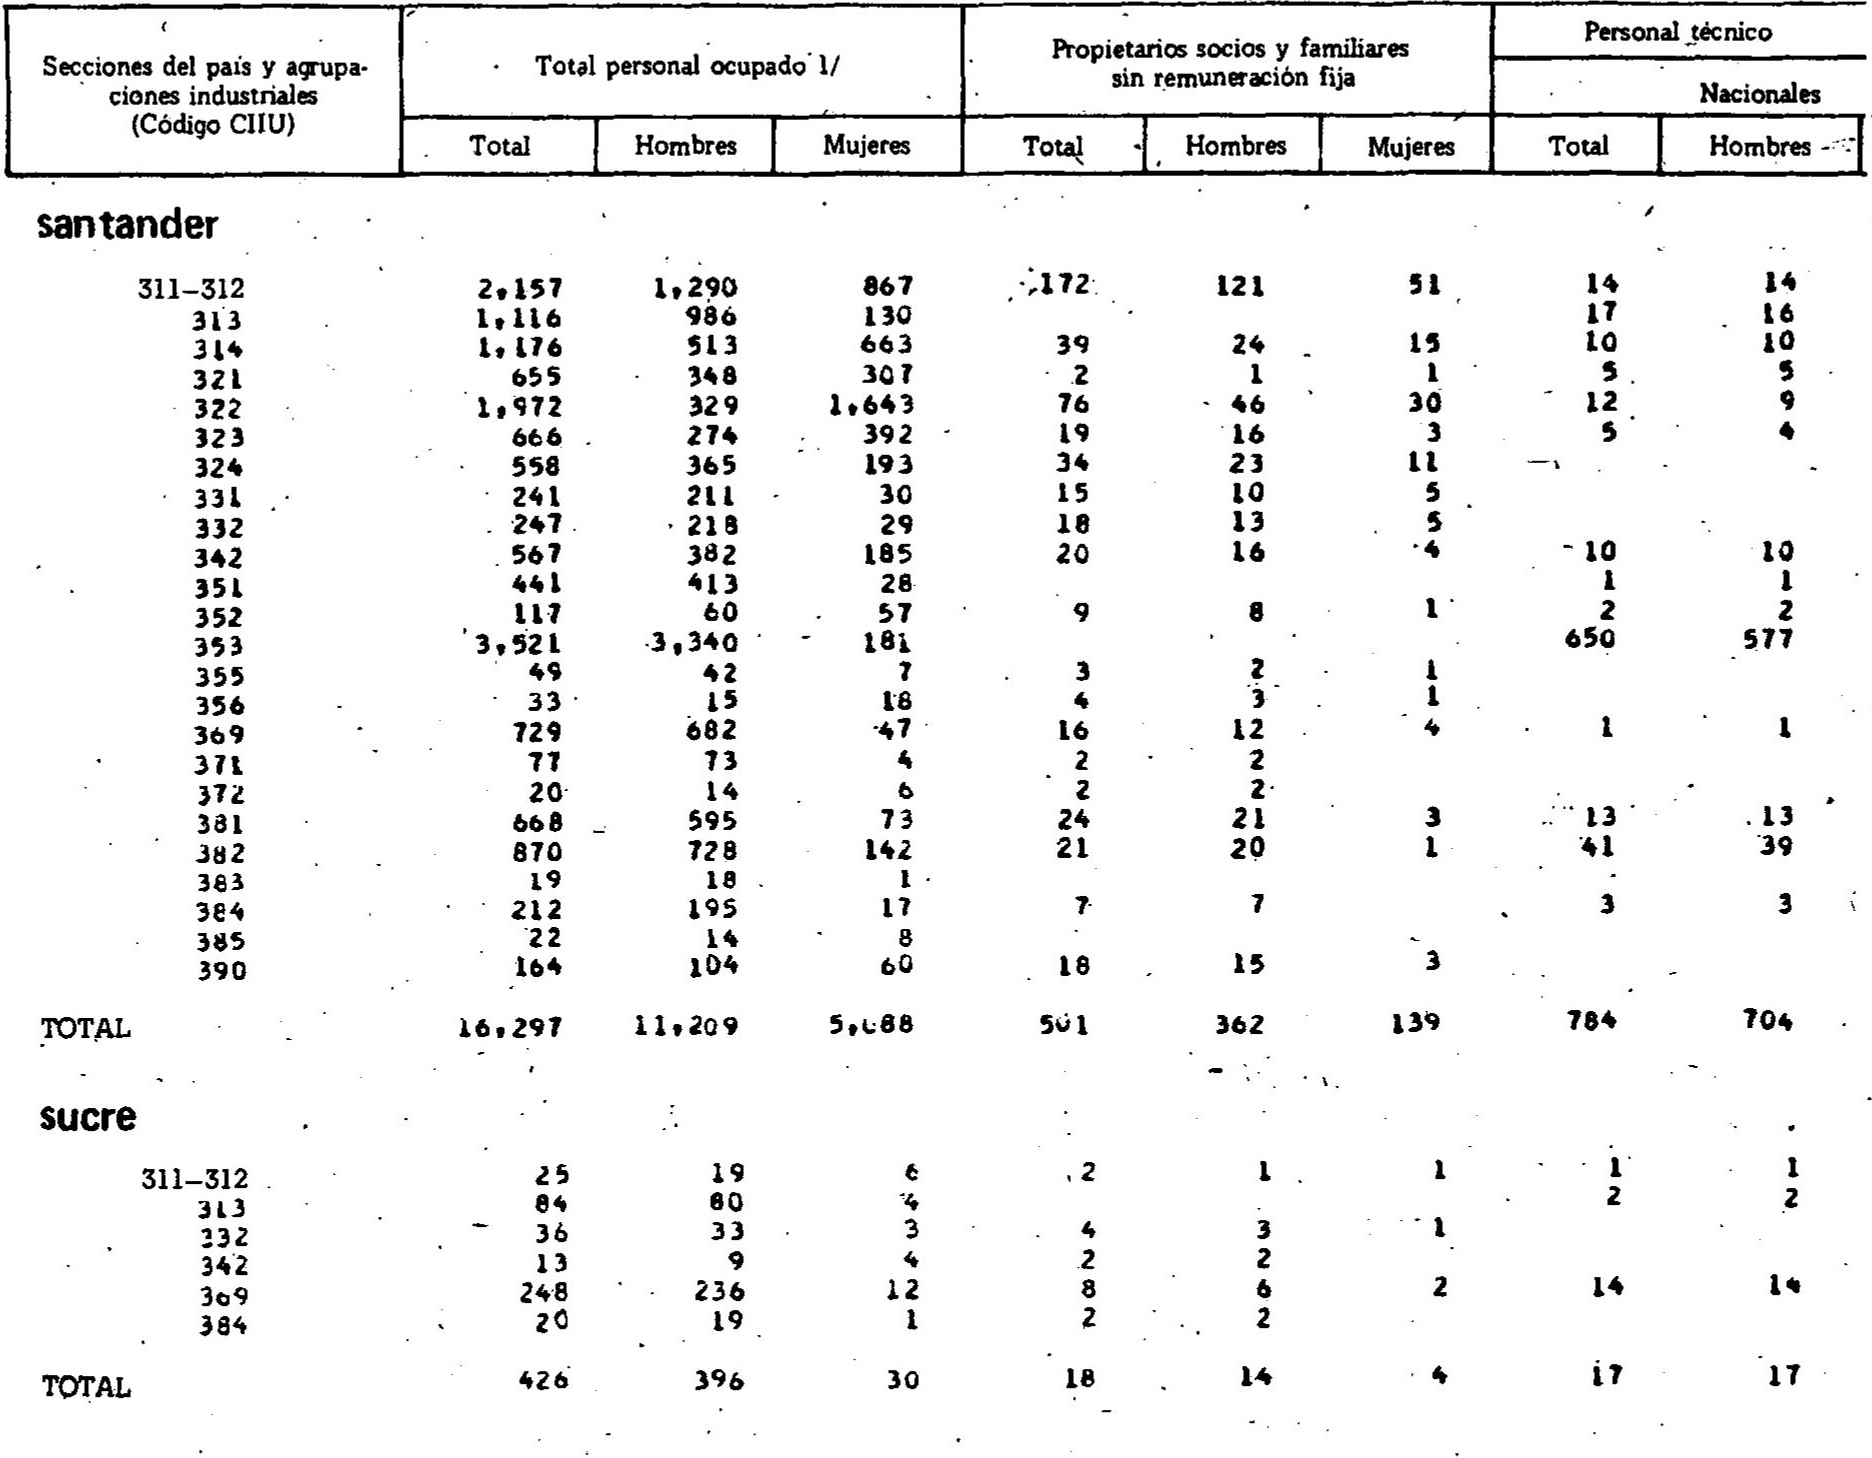 Secciones del país y agrupa-
ciones industriales
(Código CIIU)
Total personal ocupado 1/
Propietarios socios y familiares
sin remuneración fija
Personal técnico
Nacionales
Total Hombres Mujeres Total Hombres Mujeres Total Hombres
santander
311–312 2,157 1,290 867 172 121 51 14 14
313 1,116 986 130 17 16
314 1,176 513 663 39 24 15 10 10
321 655 348 307 2 1 1 5 5
322 1,972 329 1,643 76 46 30 12 9
323 666 274 392 19 16 3 5 4
324 558 365 193 34 23 11
331 241 211 30 15 10 5
332 247 218 29 18 13 5
342 567 382 185 20 16 4 10 10
351 441 413 28 1 1
352 117 60 57 9 8 1 2 2
353 3,521 3,340 181 650 577
355 49 42 7 3 2 1
356 33 15 18 4 3 1
369 729 682 47 16 12 4 1 1
371 77 73 4 2 2
372 20 14 6 2 2
381 668 595 73 24 21 3 13 13
382 870 728 142 21 20 1 41 39
383 19 18 1
384 212 195 17 7 7 3 3
385 22 14 8
390 164 104 60 18 15 3
TOTAL 16,297 11,209 5,088 501 362 139 784 704
sucre
311–312 25 19 6 2 1 1 1 1
313 84 80 4 2 2
332 36 33 3 4 3 1
342 13 9 4 2 2
369 248 236 12 8 6 2 14 14
384 20 19 1 2 2
TOTAL 426 396 30 18 14 4 17 17